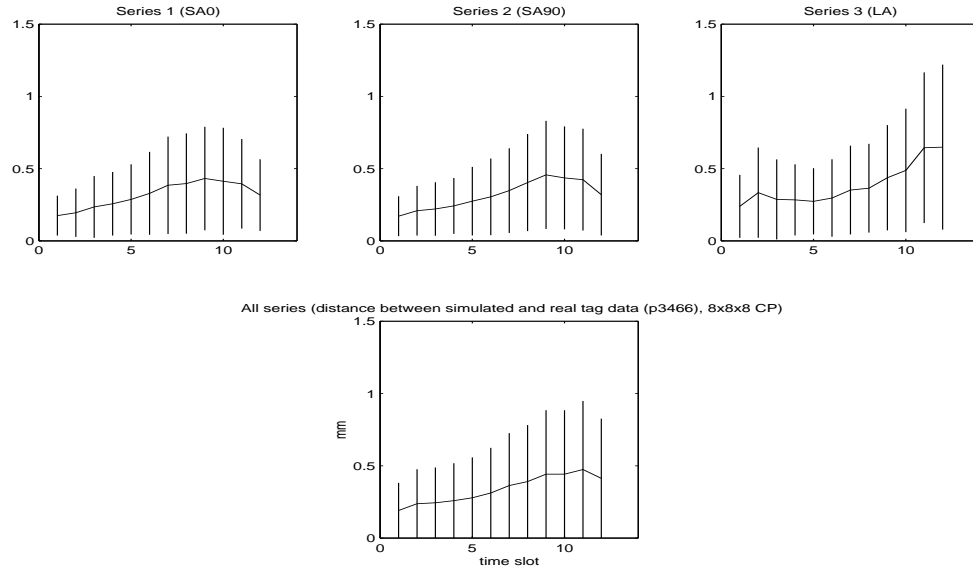 Series 1 (SA0)
1.5
1
0.5
0
0 5 10
Series 2 (SA90)
1.5
1
0.5
0
0 5 10
Series 3 (LA)
1.5
1
0.5
0
0 5 10
All series (distance between simulated and real tag data (p3466), 8x8x8 CP)
1.5
1
0.5
0
mm
0 5 10
time slot